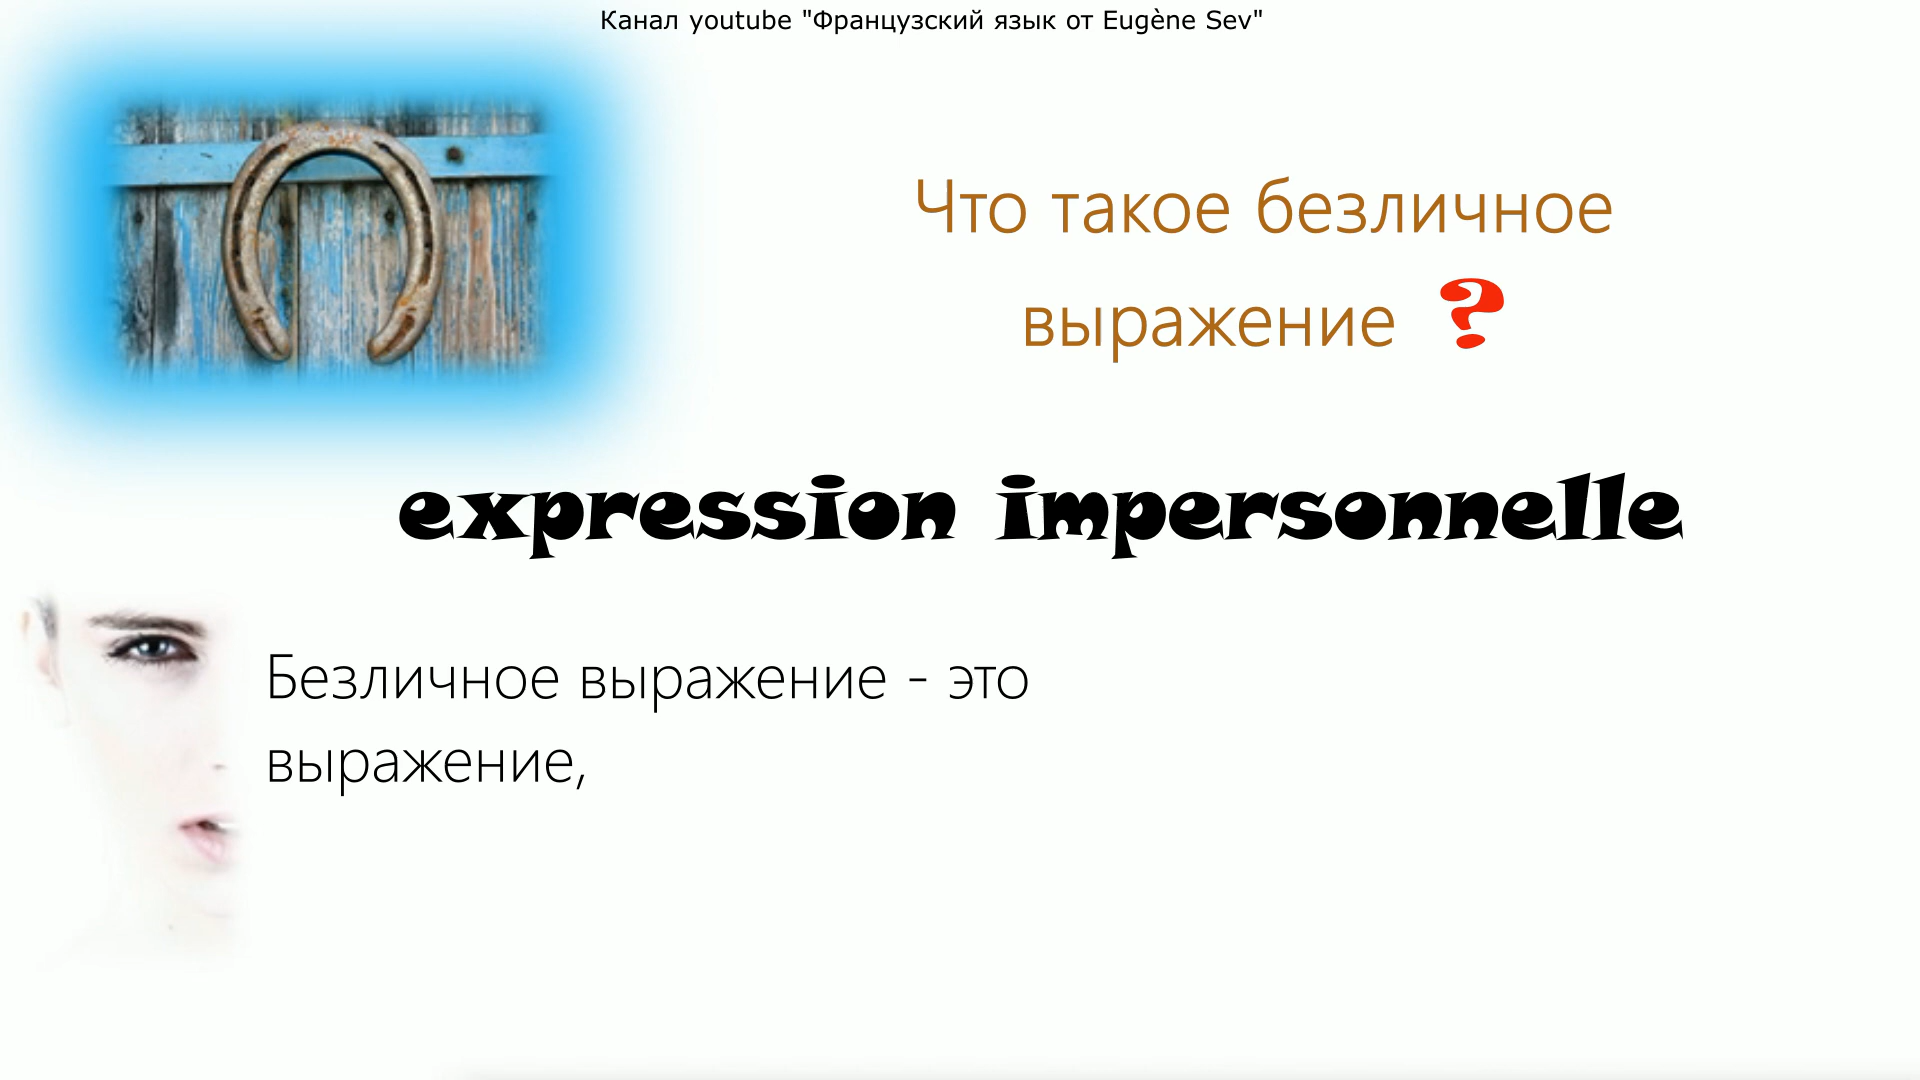 Канал youtube "Французский язык от Eugène Sev"
Что такое безличное
выражение ?
expression impersonnelle
Безличное выражение - это
выражение,